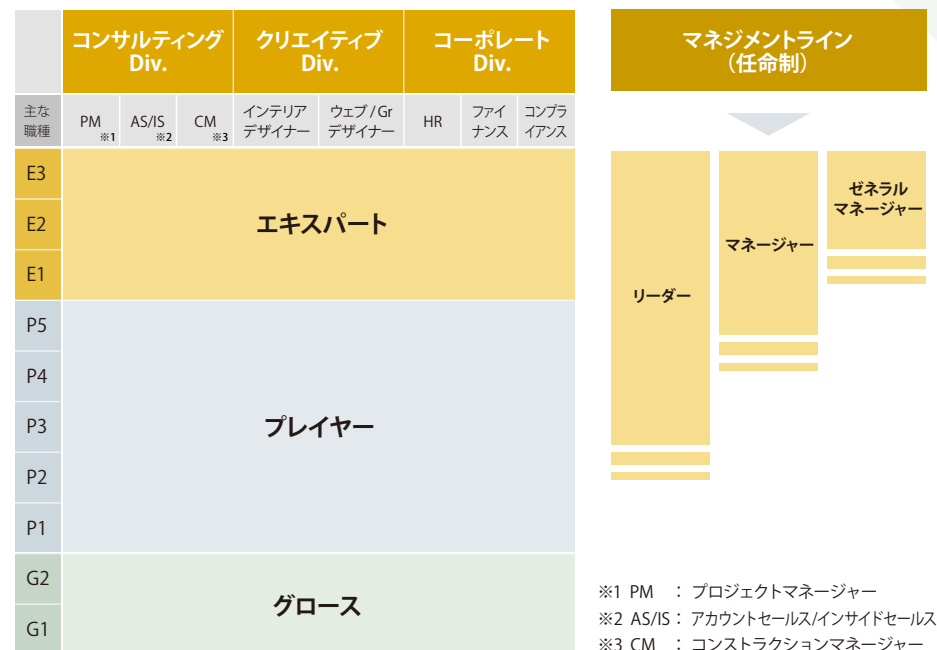 コンサルティング
Div.
クリエイティブ
Div.
コーポレート
Div.
主な
職種
PM
※1
AS/IS
※2
CM
※3
インテリア
デザイナー
ウェブ/Gr
デザイナー
HR
ファイ
ナンス
コンプラ
イアンス
E3
E2
E1
エキスパート
P5
P4
P3
P2
P1
プレイヤー
G2
G1
グロース
マネジメントライン
(任命制)
リーダー
マネージャー
ゼネラル
マネージャー
※1 PM : プロジェクトマネージャー
※2 AS/IS : アカウントセールス/インサイドセールス
※3 CM : コンストラクションマネージャー